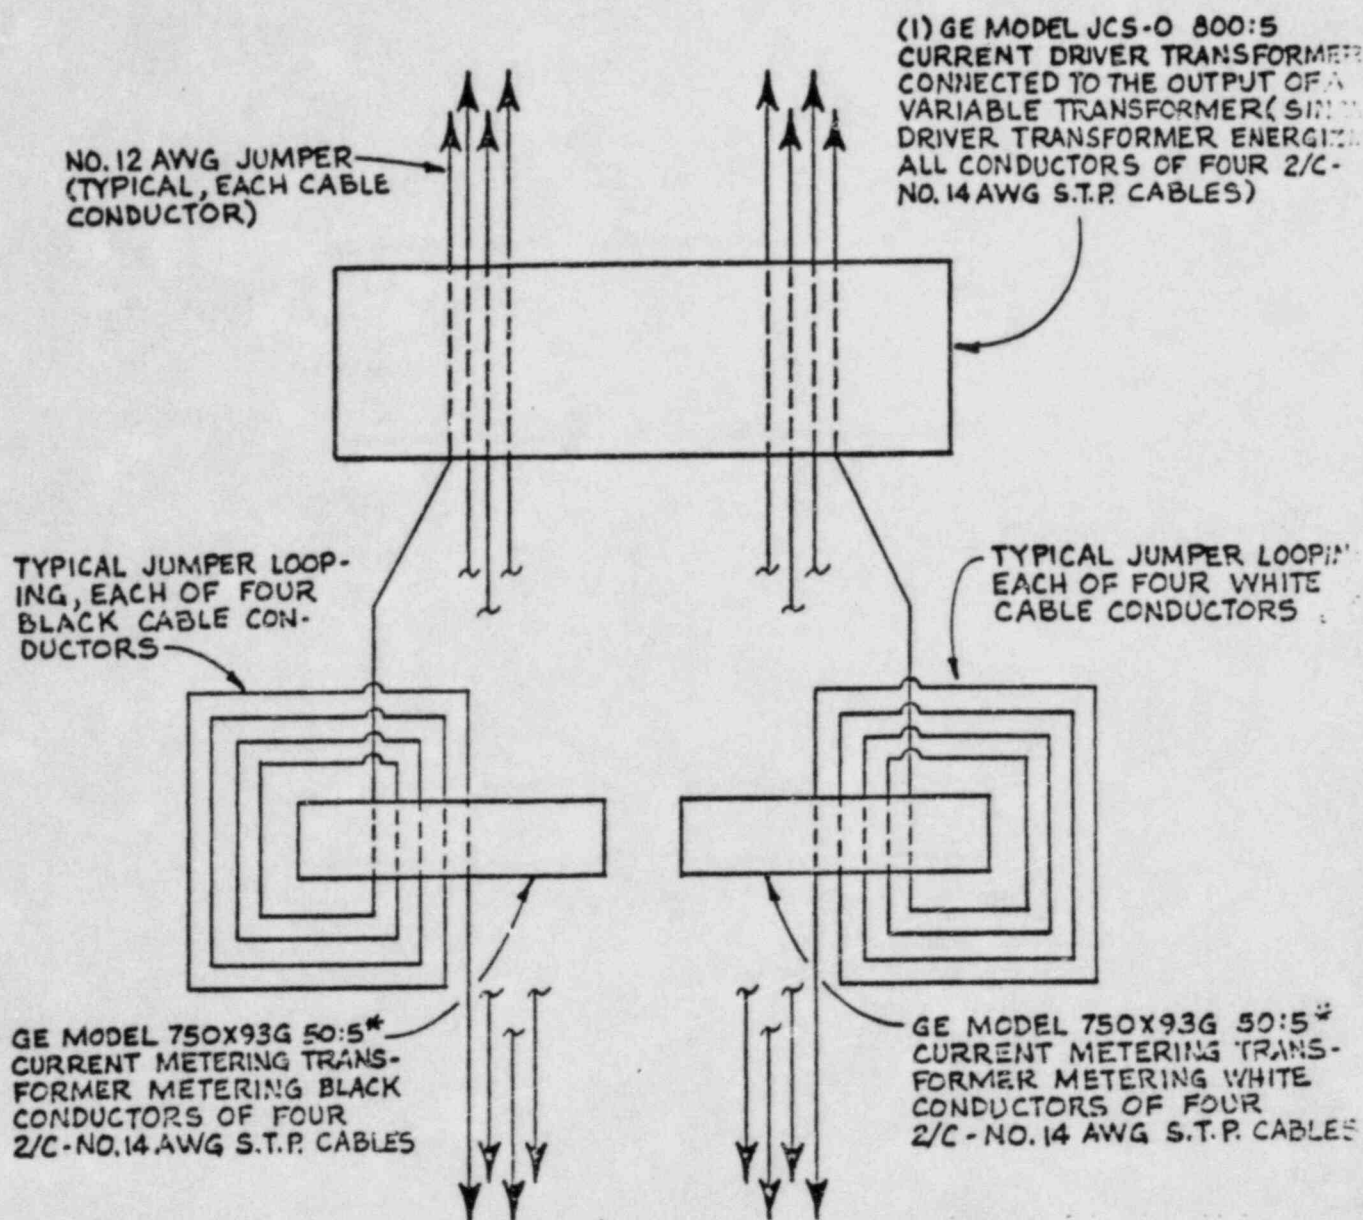 (1) GE MODEL JCS-0 800:5
CURRENT DRIVER TRANSFORMER
CONNECTED TO THE OUTPUT OF A
VARIABLE TRANSFORMER (
DRIVER TRANSFORMER
ALL CONDUCTORS OF FOUR 2/C-
NO. 14 AWG S.T.P. CABLES)
NO. 12 AWG JUMPER
(TYPICAL, EACH CABLE
CONDUCTOR)
TYPICAL JUMPER LOOP-
ING, EACH OF FOUR
BLACK CABLE CON-
DUCTORS
TYPICAL JUMPER
EACH OF FOUR WHITE
CABLE CONDUCTORS
GE MODEL 750X93G 50:5*
CURRENT METERING TRANS-
FORMER METERING BLACK
CONDUCTORS OF FOUR
2/C-NO. 14 AWG S.T.P. CABLES
GE MODEL 750X93G 50:5*
CURRENT METERING TRANS-
FORMER METERING WHITE
CONDUCTORS OF FOUR
2/C-NO. 14 AWG S.T.P. CABLES